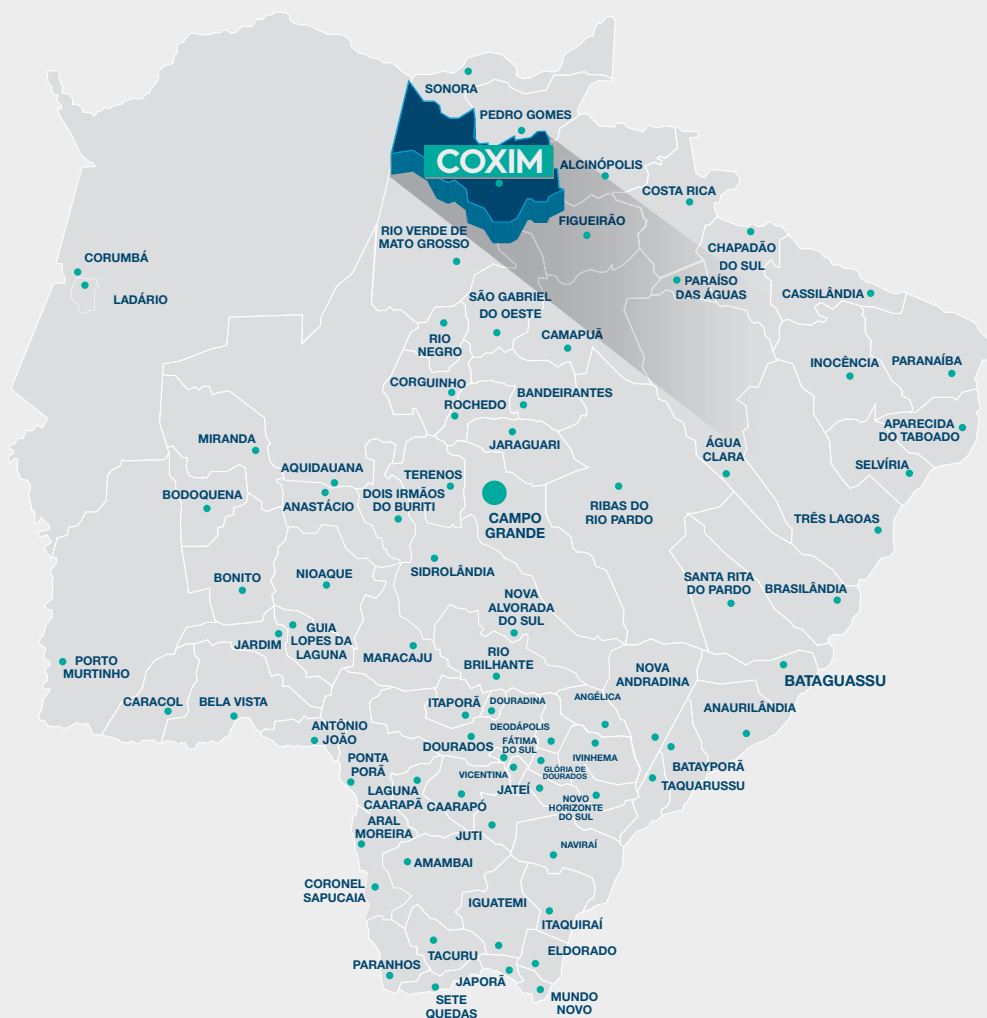 SONORA
PEDRO GOMES
COXIM
ALCINÓPOLIS
COSTA RICA
FIGUEIRÃO
RIO VERDE DE
MATO GROSSO
CHAPADÃO
DO SUL
CORUMBÁ
LADÁRIO
PARAÍSO
DAS ÁGUAS
CASSILÂNDIA
SÃO GABRIEL
DO OESTE
RIO
NEGRO
CAMAPUÃ
INOCÊNCIA
PARANAÍBA
CORGUINHO
ROCHEDO
BANDEIRANTES
JARAGUARI
APARECIDA
DO TABOADO
MIRANDA
ÁGUA
CLARA
SELVÍRIA
AQUIDAUANA
ANASTÁCIO
TERENOS
DOIS IRMÃOS
DO BURITI
BODOQUENA
CAMPO
GRANDE
RIBAS DO
RIO PARDO
TRÊS LAGOAS
SIDROLÂNDIA
BONITO
NIOAQUE
SANTA RITA
DO PARDO
BRASILÂNDIA
NOVA
ALVORADA
DO SUL
JARDIM
GUIA
LOPES DA
LAGUNA
MARACAJU
RIO
BRILHANTE
PORTO
MURTINHO
NOVA
ANDRADINA
BATAGUASSU
CARACOL
BELA VISTA
ITAPORÃ
DOURADINA
ANGÉLICA
ANAURILÂNDIA
ANTÔNIO
JOÃO
DEODÁPOLIS
DOURADOS
FÁTIMA
DO SUL
IVINHEMA
BATAYPORÃ
TAQUARUSSU
PONTA
PORÃ
VICENTINA
GLÓRIA DE
DOURADOS
LAGUNA
CAARAPÃ
CAARAPÓ
JATEÍ
NOVO
HORIZONTE
DO SUL
ARAL
MOREIRA
JUTI
NAVIRAÍ
AMAMBAI
CORONEL
SAPUCAIA
IGUATEMI
ITAQUIRAÍ
TACURU
ELDORADO
PARANHOS
JAPORÃ
SETE
QUEDAS
MUNDO
NOVO